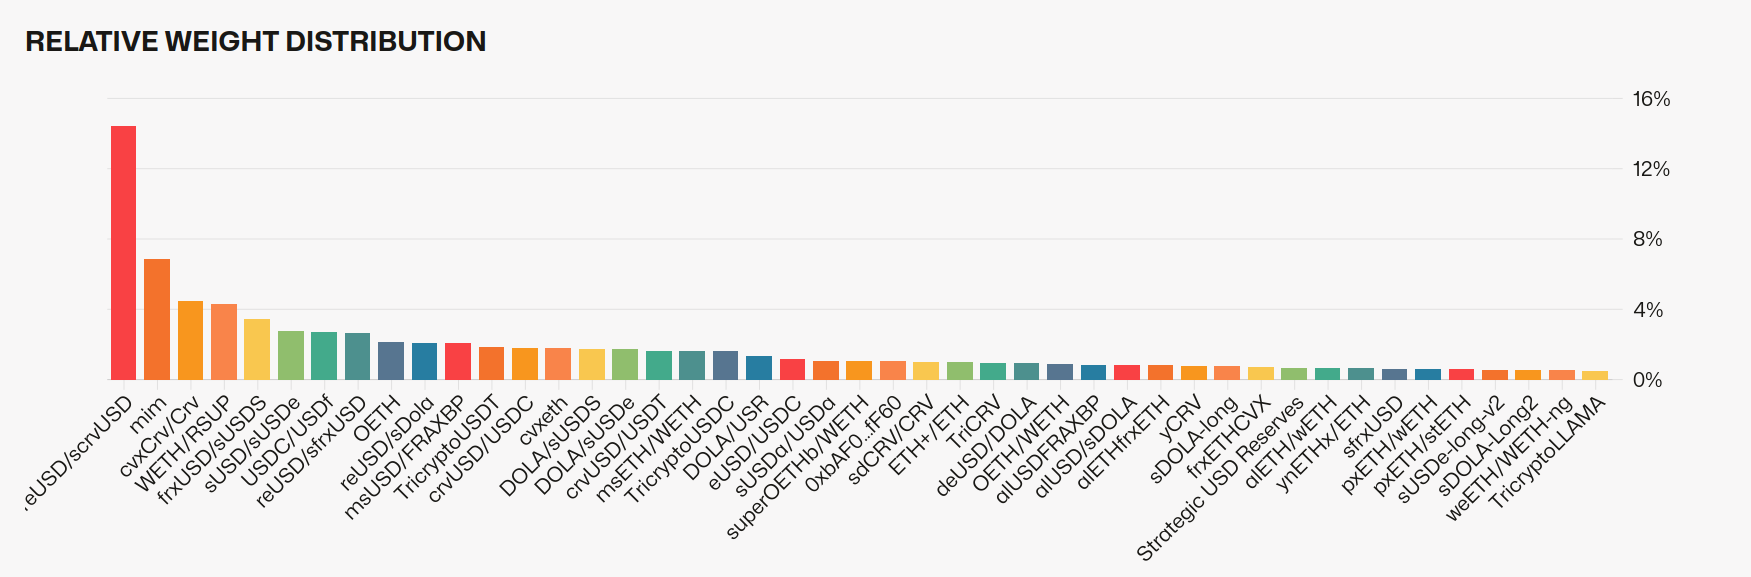 RELATIVE WEIGHT DISTRIBUTION
16%
12%
8%
4%
0%
eUSD/scrvUSD
mim
cvxCrv/Crv
WETH/RSUP
frxUSD/sUSDS
sUSD/sUSDe
USDC/USDf
reUSD/sfrxUSD
OETH
reUSD/sDola
msUSD/FRAXBP
TricryptoUSDT
crvUSD/USDC
cvxeth
DOLA/sUSDS
DOLA/sUSDe
crvUSD/USDT
msETH/WETH
TricryptoUSDC
DOLA/USR
eUSD/USDC
sUSDa/USDa
superOETHb/WETH
0xbAF0...fF60
sdCRV/CRV
ETH+/ETH
TriCRV
deUSD/DOLA
OETH/WETH
alUSDFRAXBP
alUSD/sDOLA
alETHfrxETH
yCRV
sDOLA-long
frxETHCVX
Strategic USD Reserves
alETH/wETH
ynETHx/ETH
sfrxUSD
pxETH/wETH
pxETH/stETH
sUSDe-long-v2
sDOLA-Long2
weETH/WETH-ng
TricryptoLLAMA